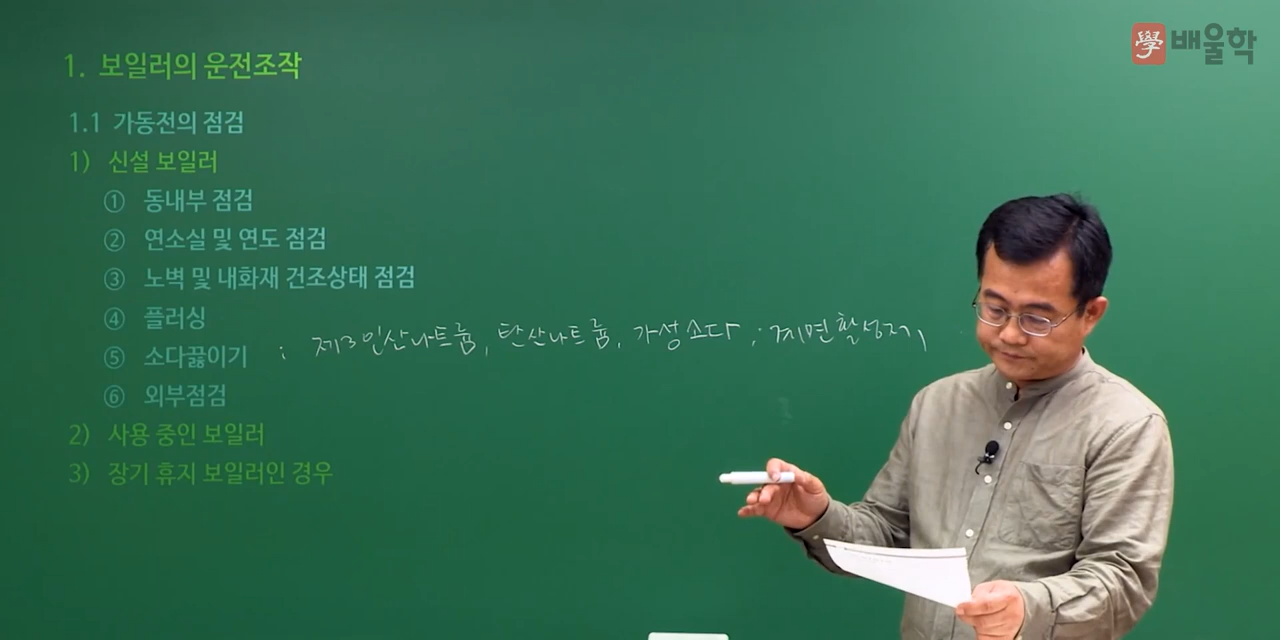 學 배울학
1. 보일러의 운전조작
1.1 가동전의 점검
1) 신설 보일러
① 동내부 점검
② 연소실 및 연도 점검
③ 노벽 및 내화재 건조상태 점검
④ 플러싱
⑤ 소다끓이기 : 제3인산나트륨, 탄산나트륨, 가성소다, 계면활성제,
⑥ 외부점검
2) 사용 중인 보일러
3) 장기 휴지 보일러인 경우